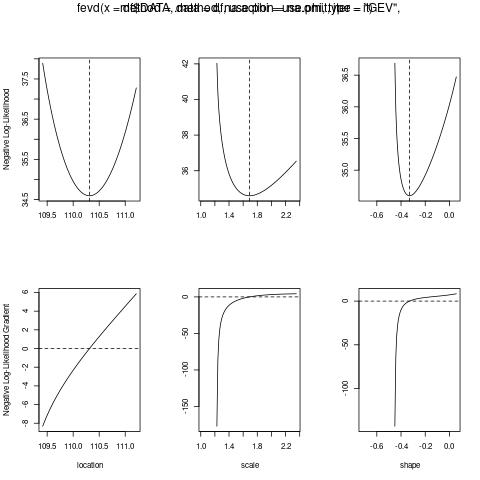 fevd(x = "GEV",
Negative Log-Likelihood
37.5
36.5
35.5
34.5
109.5 110.0 110.5 111.0
42
40
38
36
1.0 1.4 1.8 2.2
36.5
36.0
35.5
35.0
-0.6 -0.4 -0.2 0.0
Negative Log-Likelihood Gradient
6
4
2
0
-2
-4
-6
-8
109.5 110.0 110.5 111.0
location
0
-50
-100
-150
1.0 1.4 1.8 2.2
scale
0
-50
-100
-0.6 -0.4 -0.2 0.0
shape